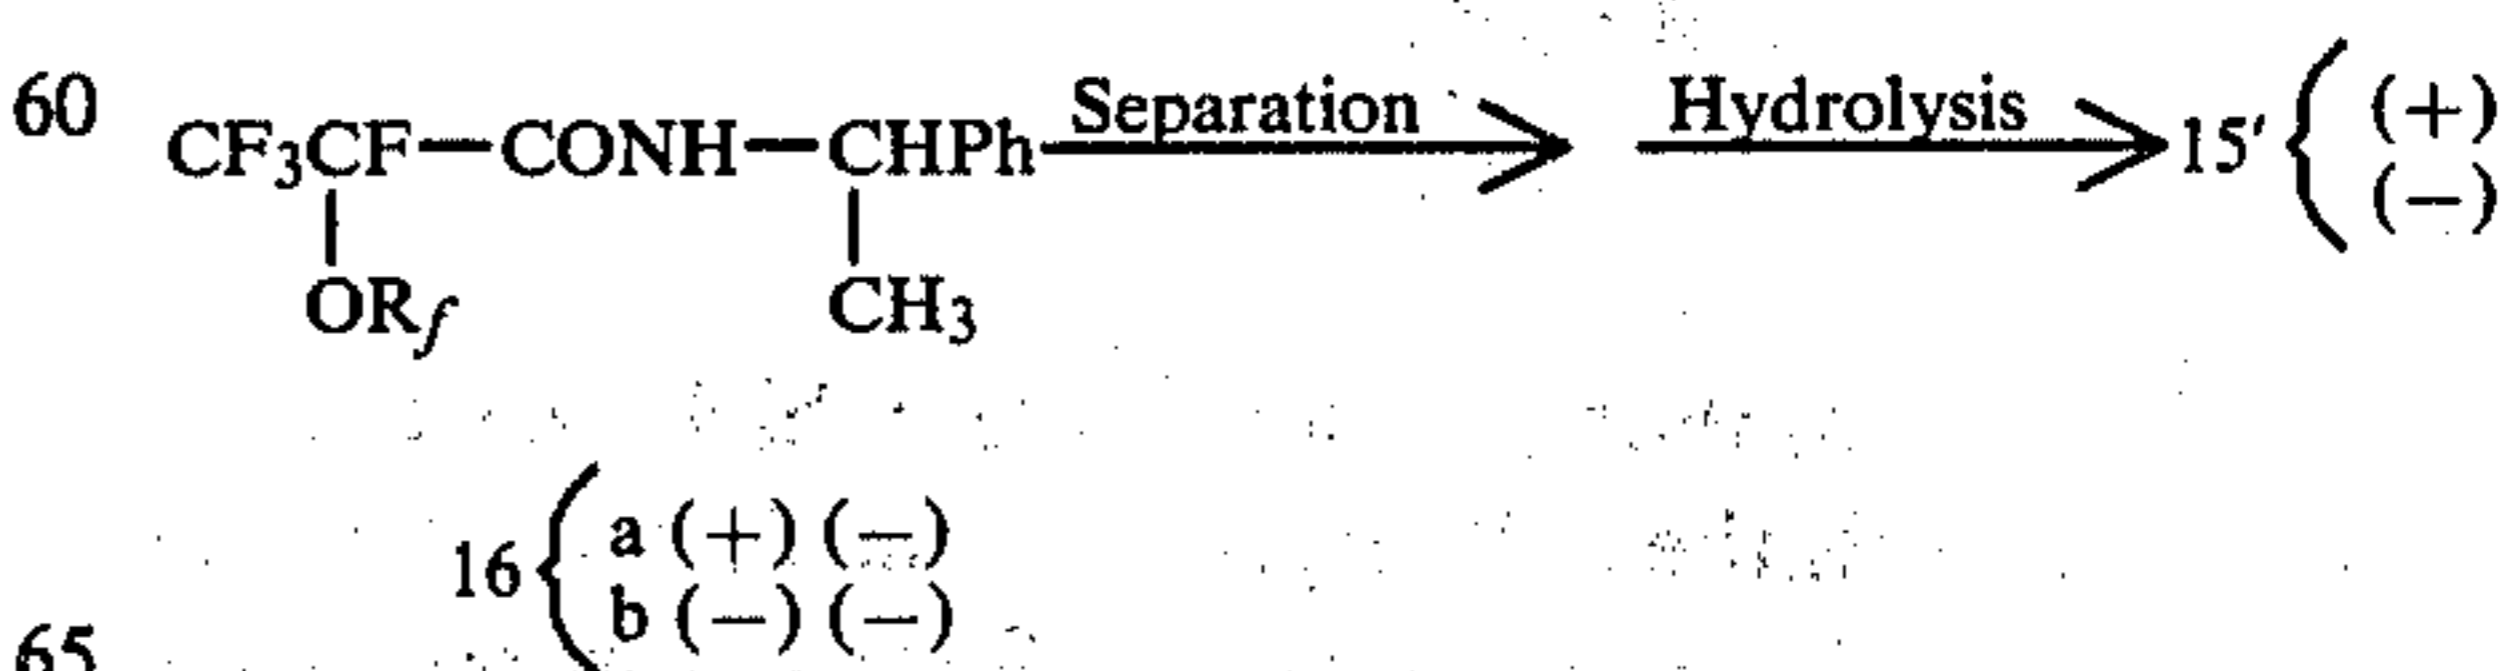 60 CF3CF—CONH—CHPh Separation Hydrolysis 15' { (+) (−)
ORf CH3
16 { a (+) (−)
b (−) (−)
65